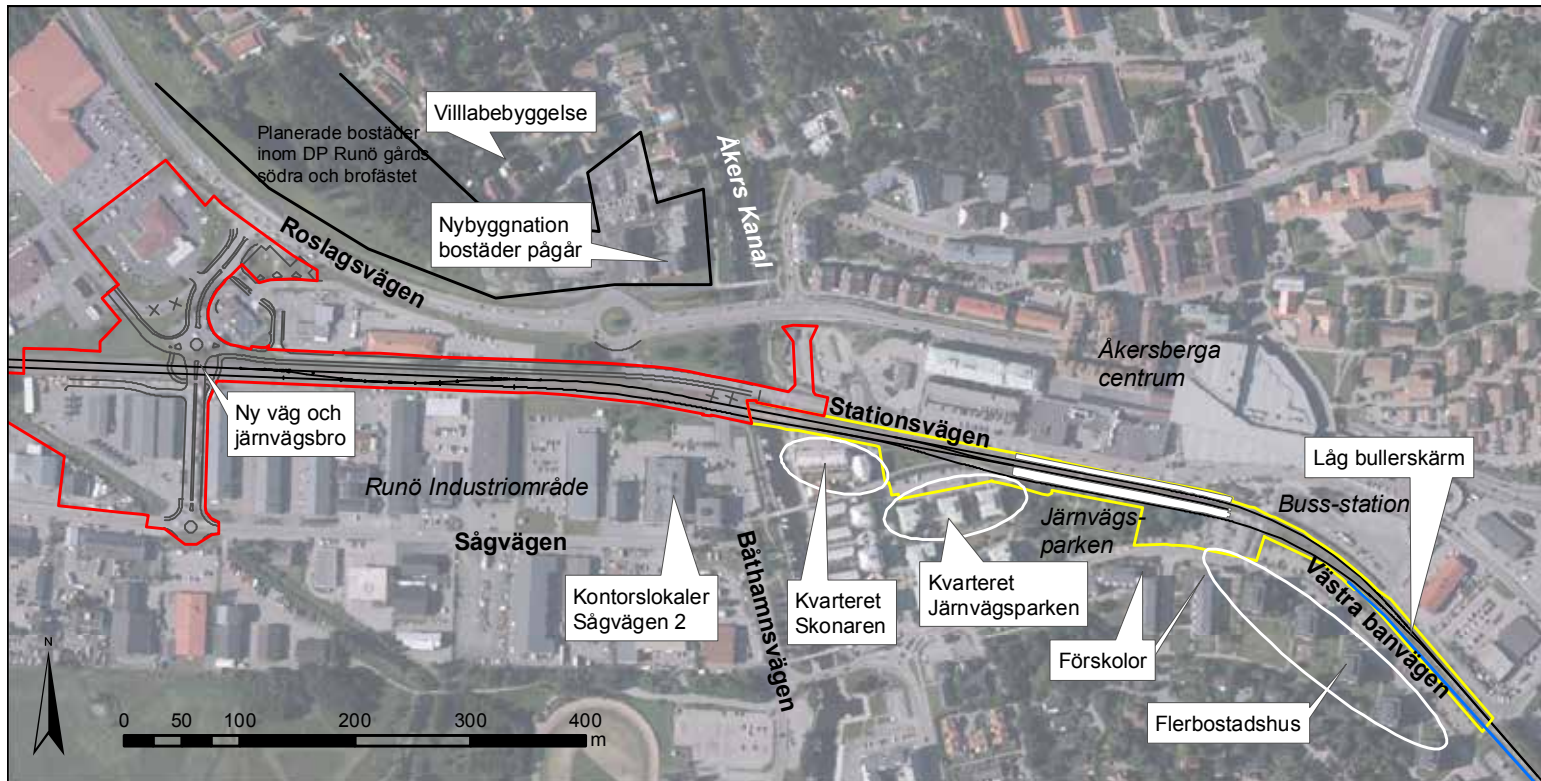 Villlabebyggelse
Planerade bostäder
inom DP Runö gårds
södra och brofästet
Åkers Kanal
Nybyggnation
bostäder pågår
Roslagsvägen
Åkersberga
centrum
Ny väg och
järnvägsbro
Stationsvägen
Låg bullerskärm
Runö Industriområde
Buss-station
Järnvägs-
parken
Sågvägen
Båthamnsvägen
Västra banvägen
Kontorslokaler
Sågvägen 2
Kvarteret
Skonaren
Kvarteret
Järnvägsparken
Förskolor
Flerbostadshus
N
0 50 100 200 300 400
m